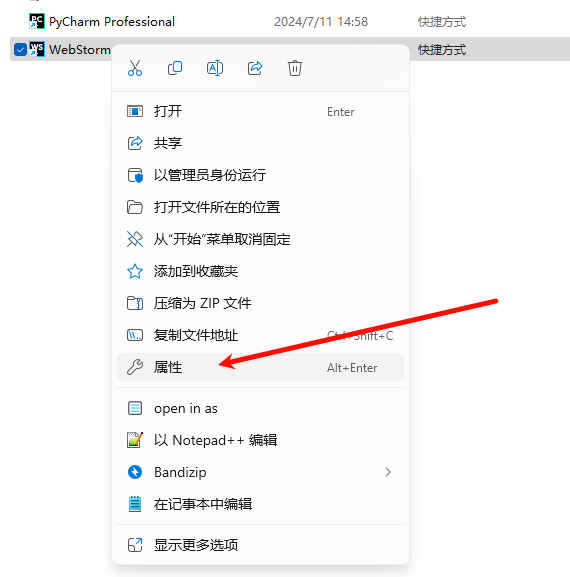 PyCharm Professional 2024/7/11 14:58 快捷方式
WebStorm 快捷方式
打开 Enter
共享
以管理员身份运行
打开文件所在的位置
从"开始"菜单取消固定
添加到收藏夹
压缩为 ZIP 文件
复制文件地址 Ctrl+Shift+C
属性 Alt+Enter
open in as
以 Notepad++ 编辑
Bandizip
在记事本中编辑
显示更多选项